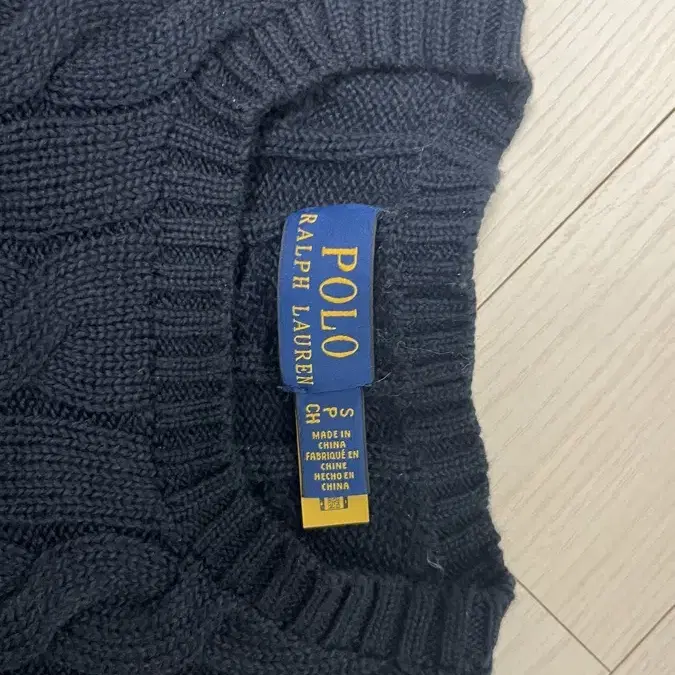 POLO
RALPH LAUREN
S
P
CH
MADE IN
CHINA
FABRIQUÉ EN
CHINE
HECHO EN
CHINA